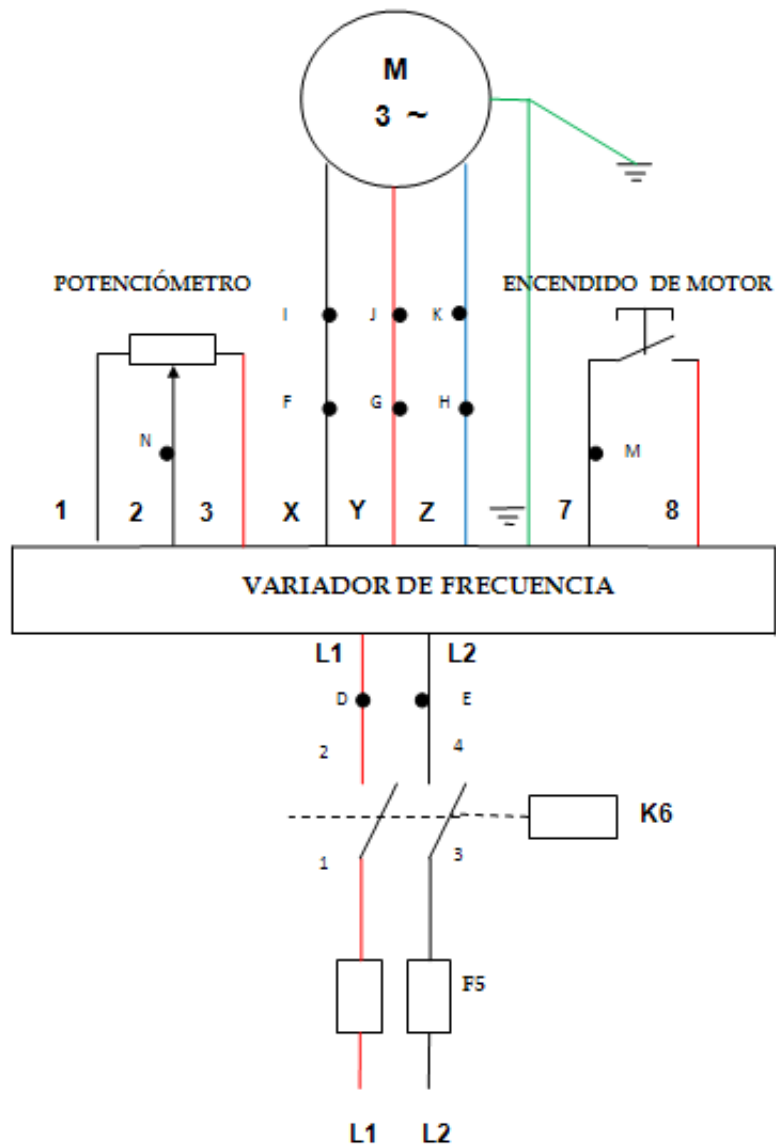 M
3 ~
POTENCIÓMETRO
ENCENDIDO DE MOTOR
I
J
K
F
G
H
N
M
1
2
3
X
Y
Z
7
8
VARIADOR DE FRECUENCIA
L1
L2
D
E
2
4
K6
1
3
F5
L1
L2